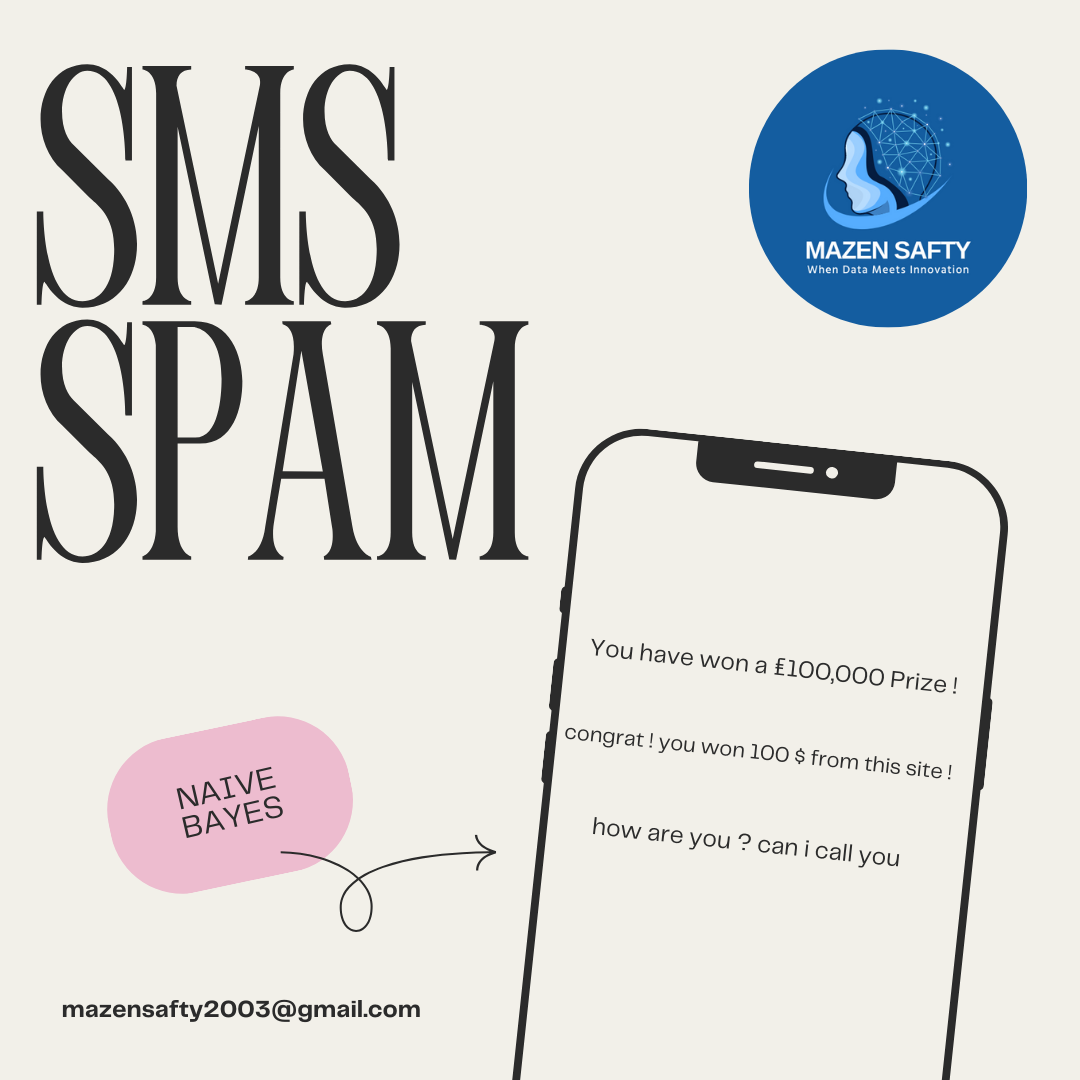 SMS
SPAM
MAZEN SAFTY
When Data Meets Innovation
You have won a £100,000 Prize !
congrat ! you won 100 $ from this site !
how are you ? can i call you
NAIVE
BAYES
mazensafty2003@gmail.com